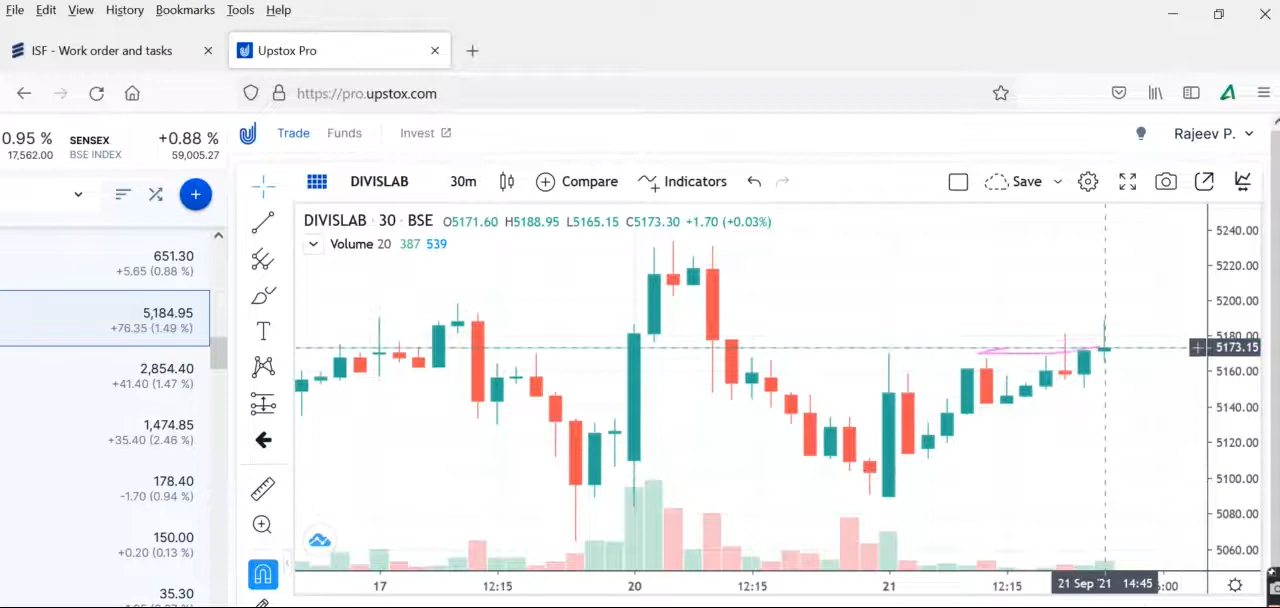 File Edit View History Bookmarks Tools Help
ISF - Work order and tasks
Upstox Pro
https://pro.upstox.com
0.95 % SENSEX +0.88 %
17,562.00 BSE INDEX 59,005.27
Trade Funds Invest Rajeev P.
DIVISLAB 30m Compare Indicators Save
DIVISLAB · 30 · BSE O5171.60 H5188.95 L5165.15 C5173.30 +1.70 (+0.03%)
Volume 20 387 539
651.30
+5.65 (0.88 %)
5,184.95
+76.35 (1.49 %)
2,854.40
+41.40 (1.47 %)
1,474.85
+35.40 (2.46 %)
178.40
-1.70 (0.94 %)
150.00
+0.20 (0.13 %)
35.30
5240.00
5220.00
5200.00
5180.00
5173.15
5160.00
5140.00
5120.00
5100.00
5080.00
5060.00
17 12:15 20 12:15 21 12:15 21 Sep '21 14:45 :00